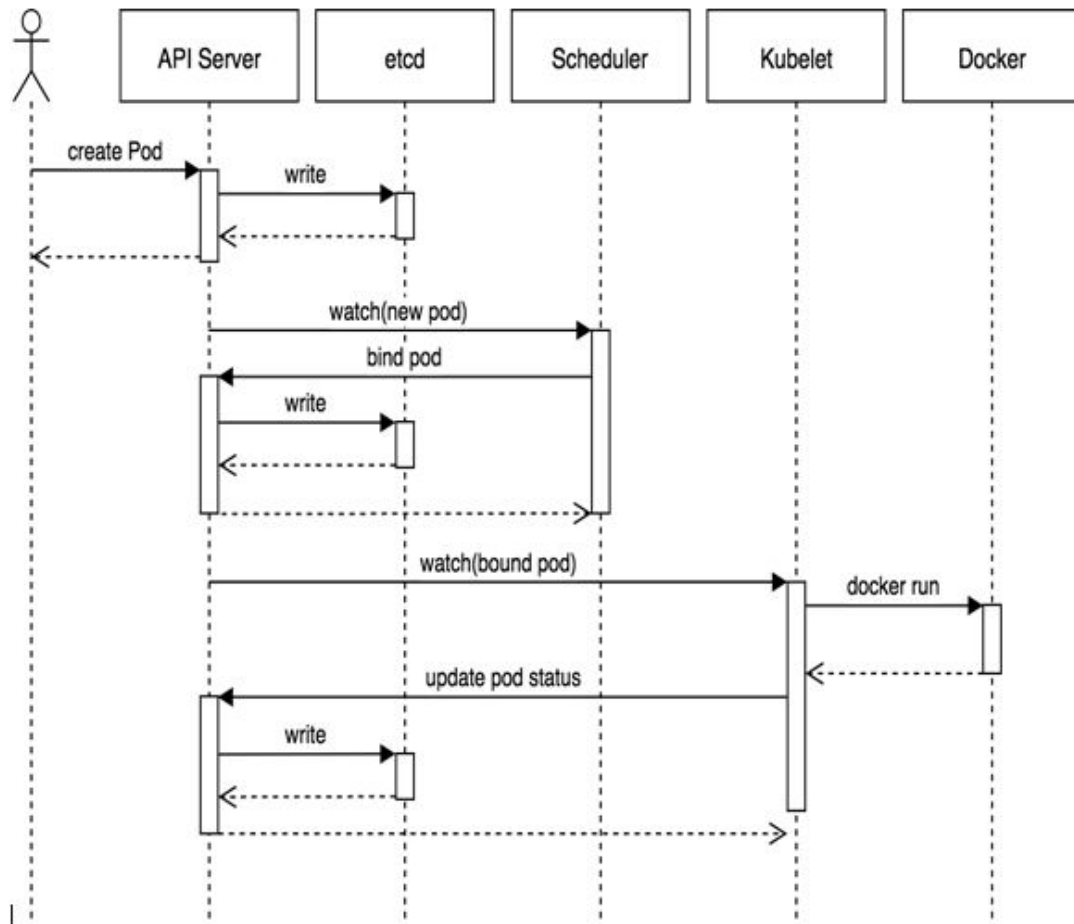 API Server
etcd
Scheduler
Kubelet
Docker
create Pod
write
watch(new pod)
bind pod
write
watch(bound pod)
docker run
update pod status
write